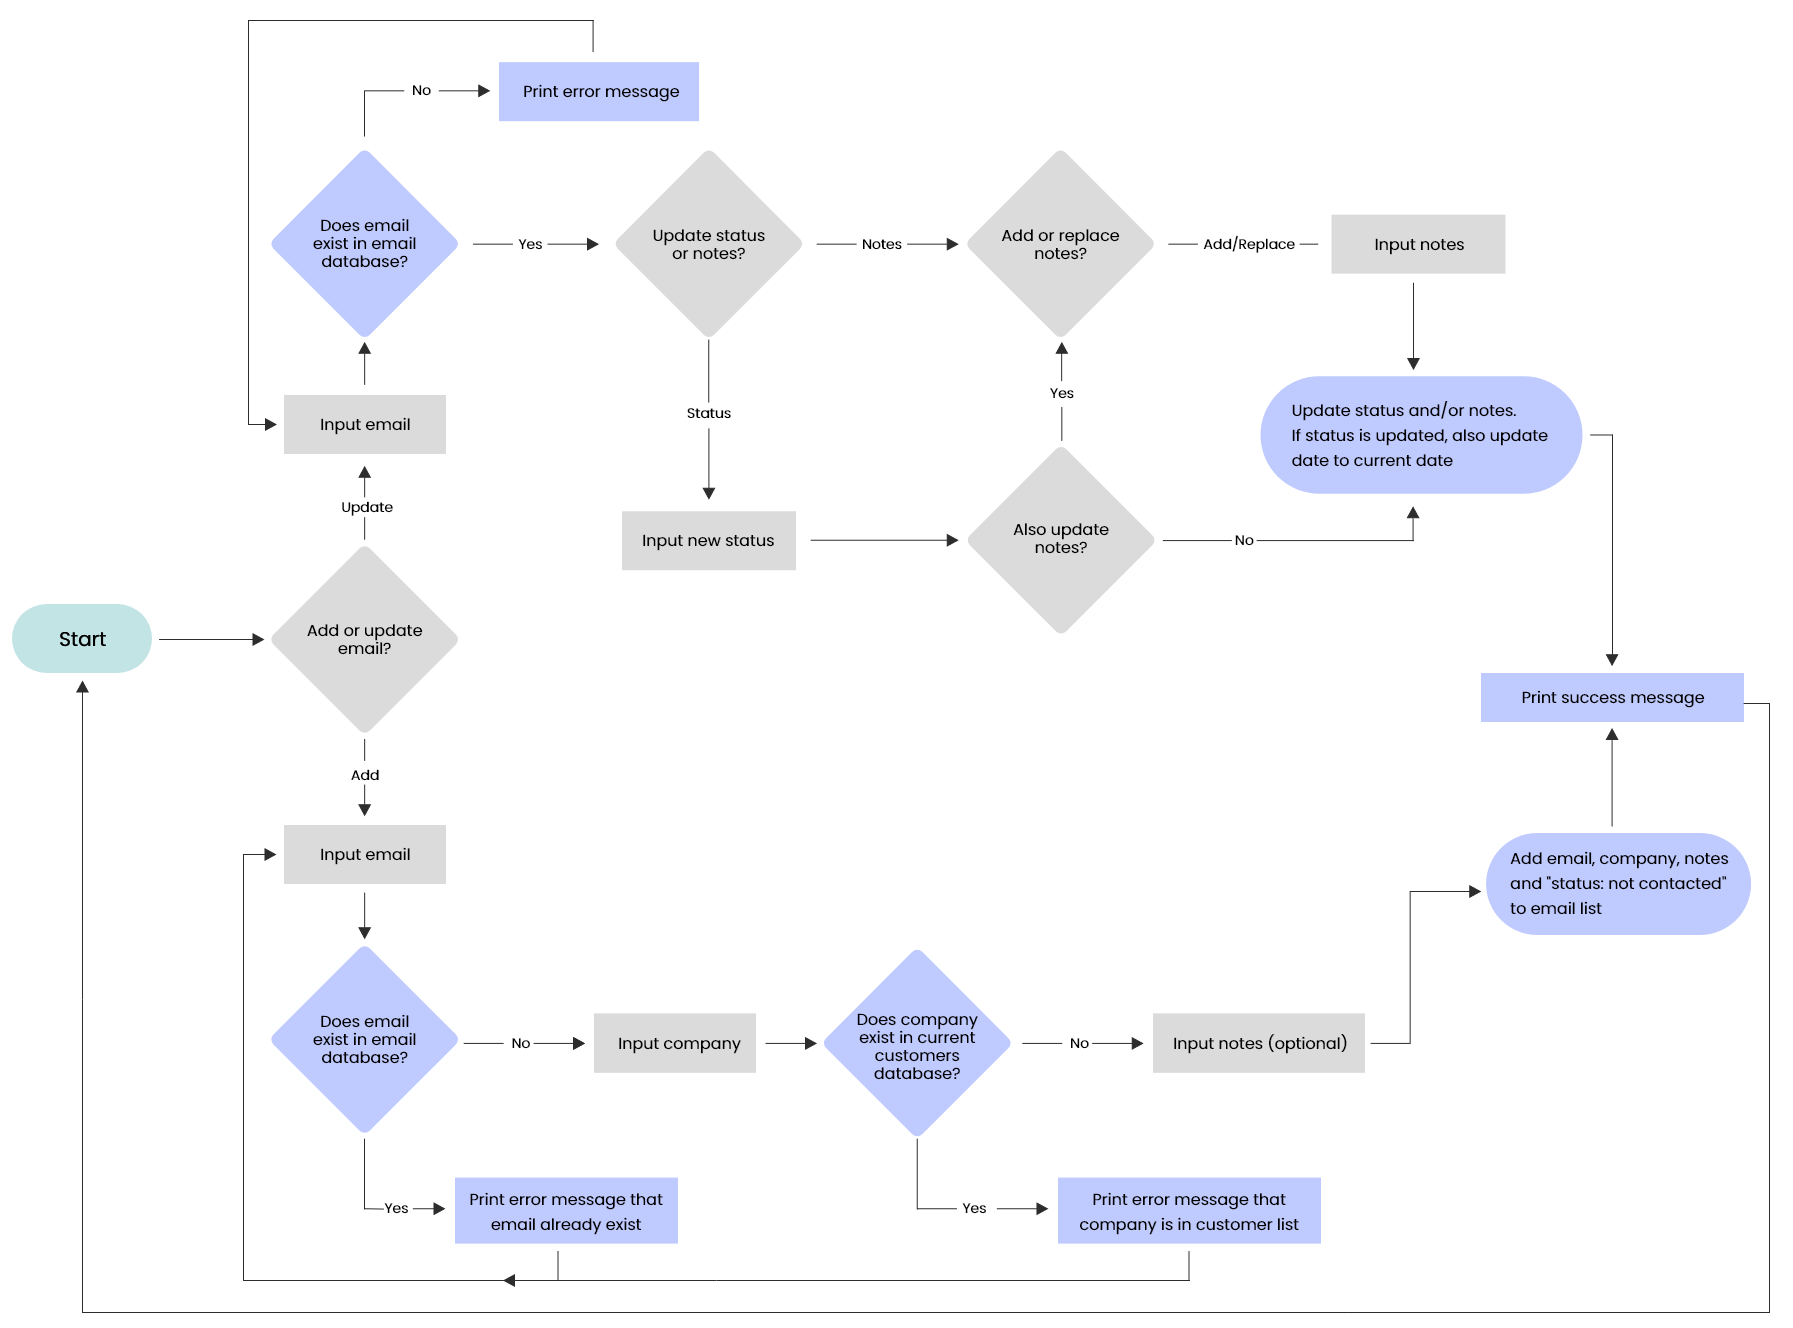 No
Print error message
Does email
exist in email
database?
Yes
Update status
or notes?
Notes
Add or replace
notes?
Add/Replace
Input notes
Input email
Status
Yes
Update status and/or notes.
If status is updated, also update
date to current date
Update
Input new status
Also update
notes?
No
Start
Add or update
email?
Print success message
Add
Input email
Add email, company, notes
and "status: not contacted"
to email list
Does email
exist in email
database?
No
Input company
Does company
exist in current
customers
database?
No
Input notes (optional)
Yes
Print error message that
email already exist
Yes
Print error message that
company is in customer list